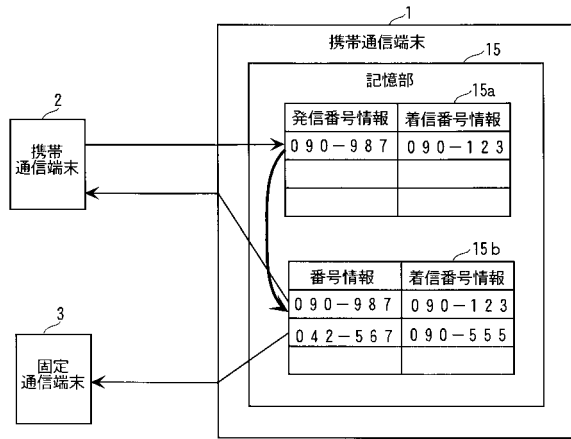 1
携帯通信端末
15
記憶部
15a
発信番号情報 着信番号情報
090-987 090-123
2
携帯
通信端末
15b
番号情報 着信番号情報
090-987 090-123
042-567 090-555
3
固定
通信端末